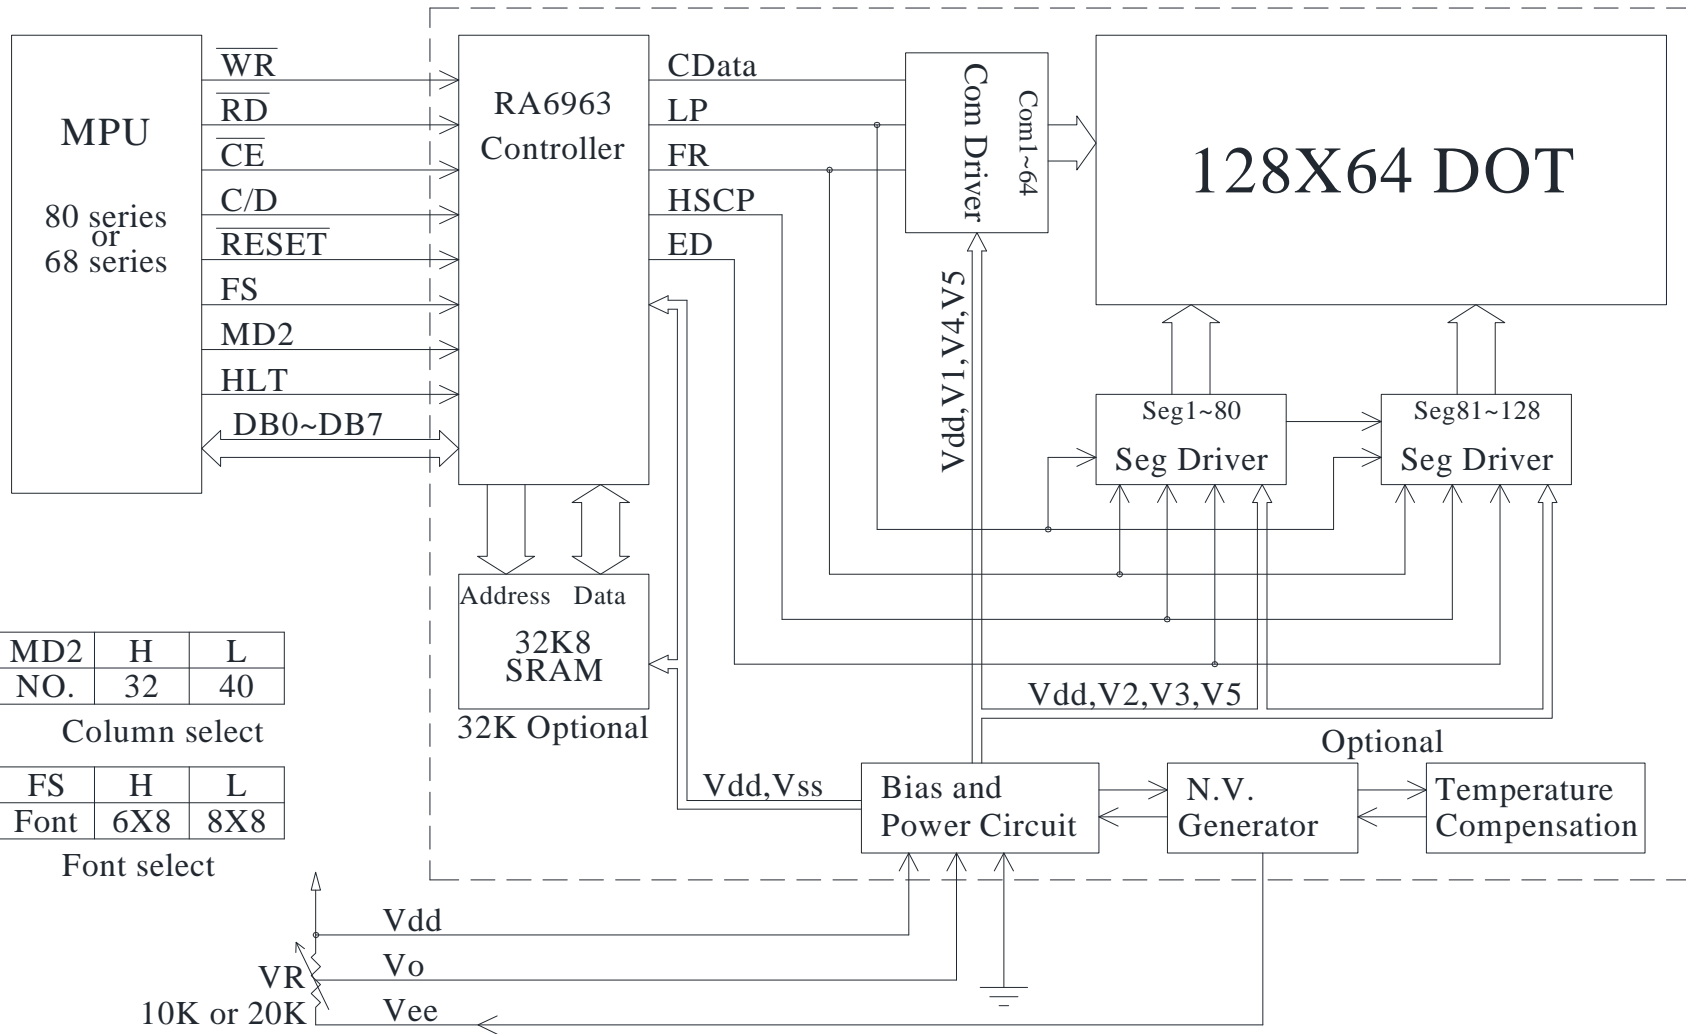 MPU
80 series
or
68 series
WR
RD
CE
C/D
RESET
FS
MD2
HLT
DB0~DB7
RA6963
Controller
CData
LP
FR
HSCP
ED
Com Driver
Com1~64
128X64 DOT
Vdd,V1,V4,V5
Seg1~80
Seg Driver
Seg81~128
Seg Driver
Address Data
32K8
SRAM
32K Optional
MD2 H L
NO. 32 40
Column select
FS H L
Font 6X8 8X8
Font select
Vdd,V2,V3,V5
Optional
Vdd,Vss
Bias and
Power Circuit
N.V.
Generator
Temperature
Compensation
Vdd
Vo
Vee
VR
10K or 20K